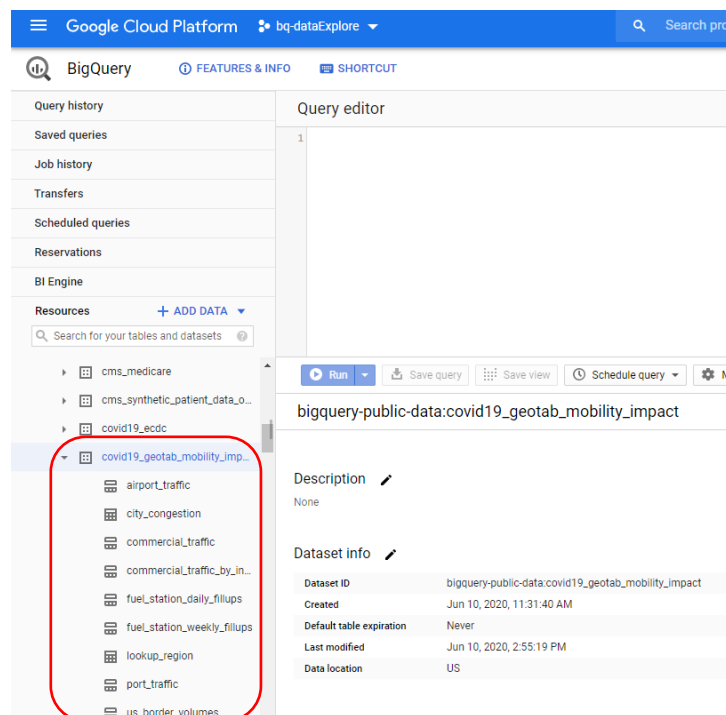 Google Cloud Platform bq-dataExplore Search pro
BigQuery FEATURES & INFO SHORTCUT
Query history
Saved queries
Job history
Transfers
Scheduled queries
Reservations
BI Engine
Resources + ADD DATA
Search for your tables and datasets
cms_medicare
cms_synthetic_patient_data_o...
covid19_ecdc
covid19_geotab_mobility_imp...
airport_traffic
city_congestion
commercial_traffic
commercial_traffic_by_in...
fuel_station_daily_fillups
fuel_station_weekly_fillups
lookup_region
port_traffic
us_border_volumes
Query editor
1
Run Save query Save view Schedule query M
bigquery-public-data:covid19_geotab_mobility_impact
Description
None
Dataset info
Dataset ID bigquery-public-data:covid19_geotab_mobility_impact
Created Jun 10, 2020, 11:31:40 AM
Default table expiration Never
Last modified Jun 10, 2020, 2:55:19 PM
Data location US